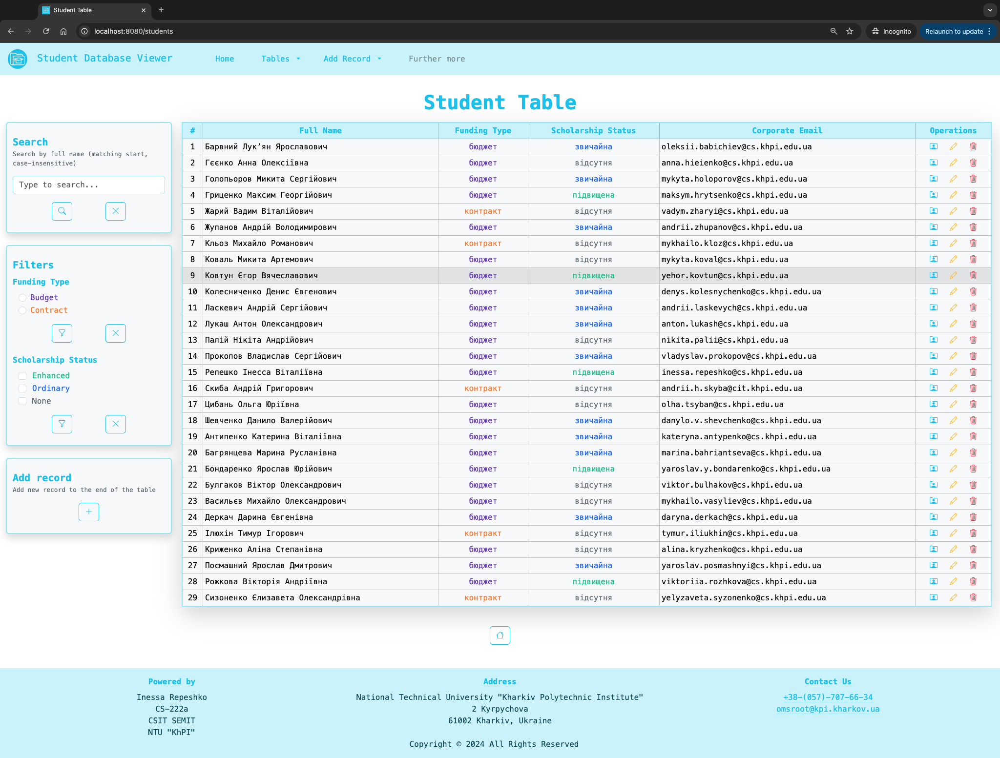 Student Table
localhost:8080/students
Incognito
Relaunch to update
Student Database Viewer
Home
Tables
Add Record
Further more
Student Table
Search
Search by full name (matching start,
case-insensitive)
Type to search...
Filters
Funding Type
Budget
Contract
Scholarship Status
Enhanced
Ordinary
None
Add record
Add new record to the end of the table
# Full Name Funding Type Scholarship Status Corporate Email Operations
1 Барвний Лук’ян Ярославович бюджет звичайна oleksii.babichiev@cs.khpi.edu.ua
2 Гєєнко Анна Олексіївна бюджет відсутня anna.hieienko@cs.khpi.edu.ua
3 Голопьоров Микита Сергійович бюджет звичайна mykyta.holoporov@cs.khpi.edu.ua
4 Гриценко Максим Георгійович бюджет підвищена maksym.hrytsenko@cs.khpi.edu.ua
5 Жарий Вадим Віталійович контракт відсутня vadym.zharyi@cs.khpi.edu.ua
6 Жупанов Андрій Володимирович бюджет звичайна andrii.zhupanov@cs.khpi.edu.ua
7 Кльоз Михайло Романович контракт відсутня mykhailo.kloz@cs.khpi.edu.ua
8 Коваль Микита Артемович бюджет відсутня mykyta.koval@cs.khpi.edu.ua
9 Ковтун Єгор Вячеславович бюджет підвищена yehor.kovtun@cs.khpi.edu.ua
10 Колесниченко Денис Євгенович бюджет звичайна denys.kolesnychenko@cs.khpi.edu.ua
11 Ласкевич Андрій Сергійович бюджет звичайна andrii.laskevych@cs.khpi.edu.ua
12 Лукаш Антон Олександрович бюджет звичайна anton.lukash@cs.khpi.edu.ua
13 Палій Нікіта Андрійович бюджет відсутня nikita.palii@cs.khpi.edu.ua
14 Прокопов Владислав Сергійович бюджет звичайна vladyslav.prokopov@cs.khpi.edu.ua
15 Репешко Інесса Віталіївна бюджет підвищена inessa.repeshko@cs.khpi.edu.ua
16 Скиба Андрій Григорович контракт відсутня andrii.h.skyba@cit.khpi.edu.ua
17 Цибань Ольга Юріївна бюджет відсутня olha.tsyban@cs.khpi.edu.ua
18 Шевченко Данило Валерійович бюджет звичайна danylo.v.shevchenko@cs.khpi.edu.ua
19 Антипенко Катерина Віталіївна бюджет звичайна kateryna.antypenko@cs.khpi.edu.ua
20 Багрянцева Марина Русланівна бюджет звичайна marina.bahriantseva@cs.khpi.edu.ua
21 Бондаренко Ярослав Юрійович бюджет підвищена yaroslav.y.bondarenko@cs.khpi.edu.ua
22 Булгаков Віктор Олександрович бюджет відсутня viktor.bulhakov@cs.khpi.edu.ua
23 Васильєв Михайло Олександрович бюджет відсутня mykhailo.vasyliev@cs.khpi.edu.ua
24 Деркач Дарина Євгенівна бюджет звичайна daryna.derkach@cs.khpi.edu.ua
25 Ілюхін Тимур Ігорович контракт відсутня tymur.iliukhin@cs.khpi.edu.ua
26 Криженко Аліна Степанівна бюджет відсутня alina.kryzhenko@cs.khpi.edu.ua
27 Посмашний Ярослав Дмитрович бюджет звичайна yaroslav.posmashnyi@cs.khpi.edu.ua
28 Рожкова Вікторія Андріївна бюджет підвищена viktoriia.rozhkova@cs.khpi.edu.ua
29 Сизоненко Єлизавета Олександрівна контракт відсутня yelyzaveta.syzonenko@cs.khpi.edu.ua
Powered by
Inessa Repeshko
CS-222a
CSIT SEMIT
NTU "KhPI"
Address
National Technical University "Kharkiv Polytechnic Institute"
2 Kyrpychova
61002 Kharkiv, Ukraine
Contact Us
+38-(057)-707-66-34
omsroot@kpi.kharkov.ua
Copyright © 2024 All Rights Reserved